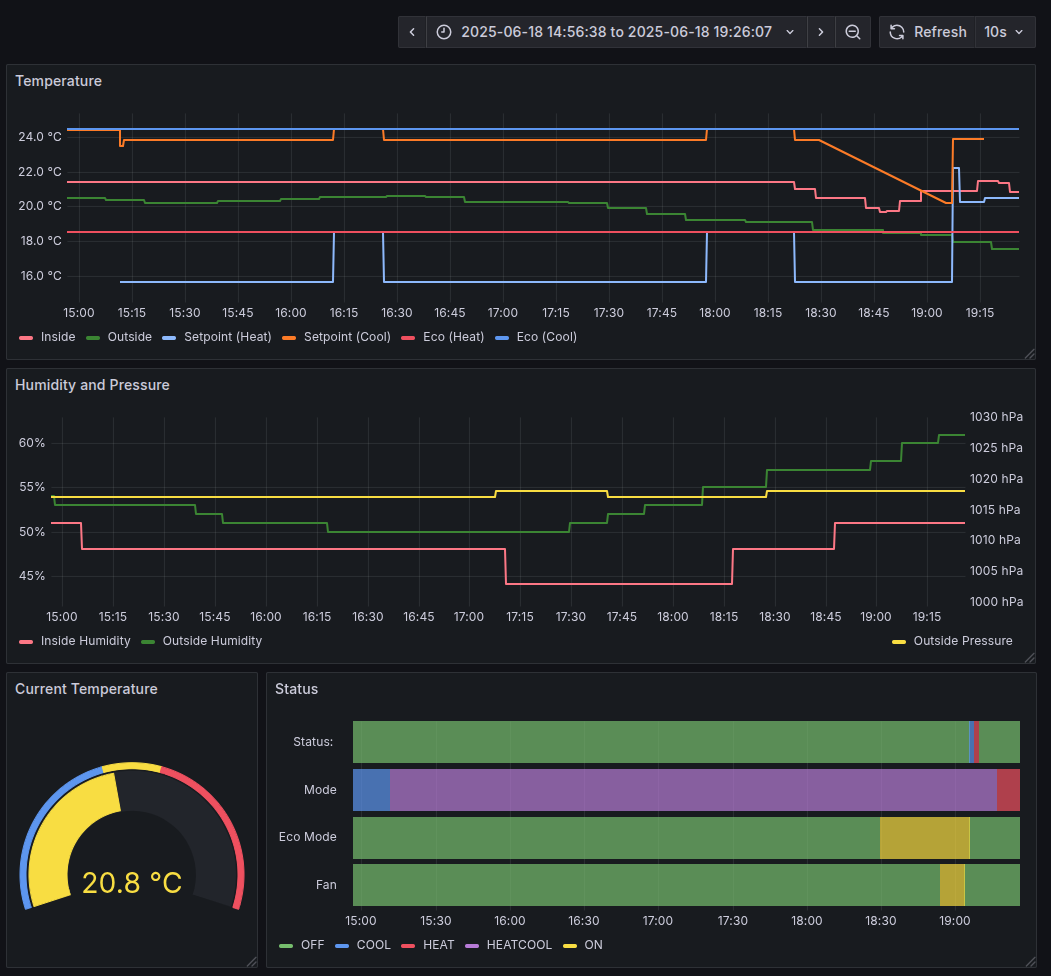 2025-06-18 14:56:38 to 2025-06-18 19:26:07 Refresh 10s
Temperature
24.0 °C
22.0 °C
20.0 °C
18.0 °C
16.0 °C
15:00 15:15 15:30 15:45 16:00 16:15 16:30 16:45 17:00 17:15 17:30 17:45 18:00 18:15 18:30 18:45 19:00 19:15
Inside Outside Setpoint (Heat) Setpoint (Cool) Eco (Heat) Eco (Cool)
Humidity and Pressure
60%
55%
50%
45%
1030 hPa
1025 hPa
1020 hPa
1015 hPa
1010 hPa
1005 hPa
1000 hPa
15:00 15:15 15:30 15:45 16:00 16:15 16:30 16:45 17:00 17:15 17:30 17:45 18:00 18:15 18:30 18:45 19:00 19:15
Inside Humidity Outside Humidity Outside Pressure
Current Temperature
20.8 °C
Status
Status:
Mode
Eco Mode
Fan
15:00 15:30 16:00 16:30 17:00 17:30 18:00 18:30 19:00
OFF COOL HEAT HEATCOOL ON